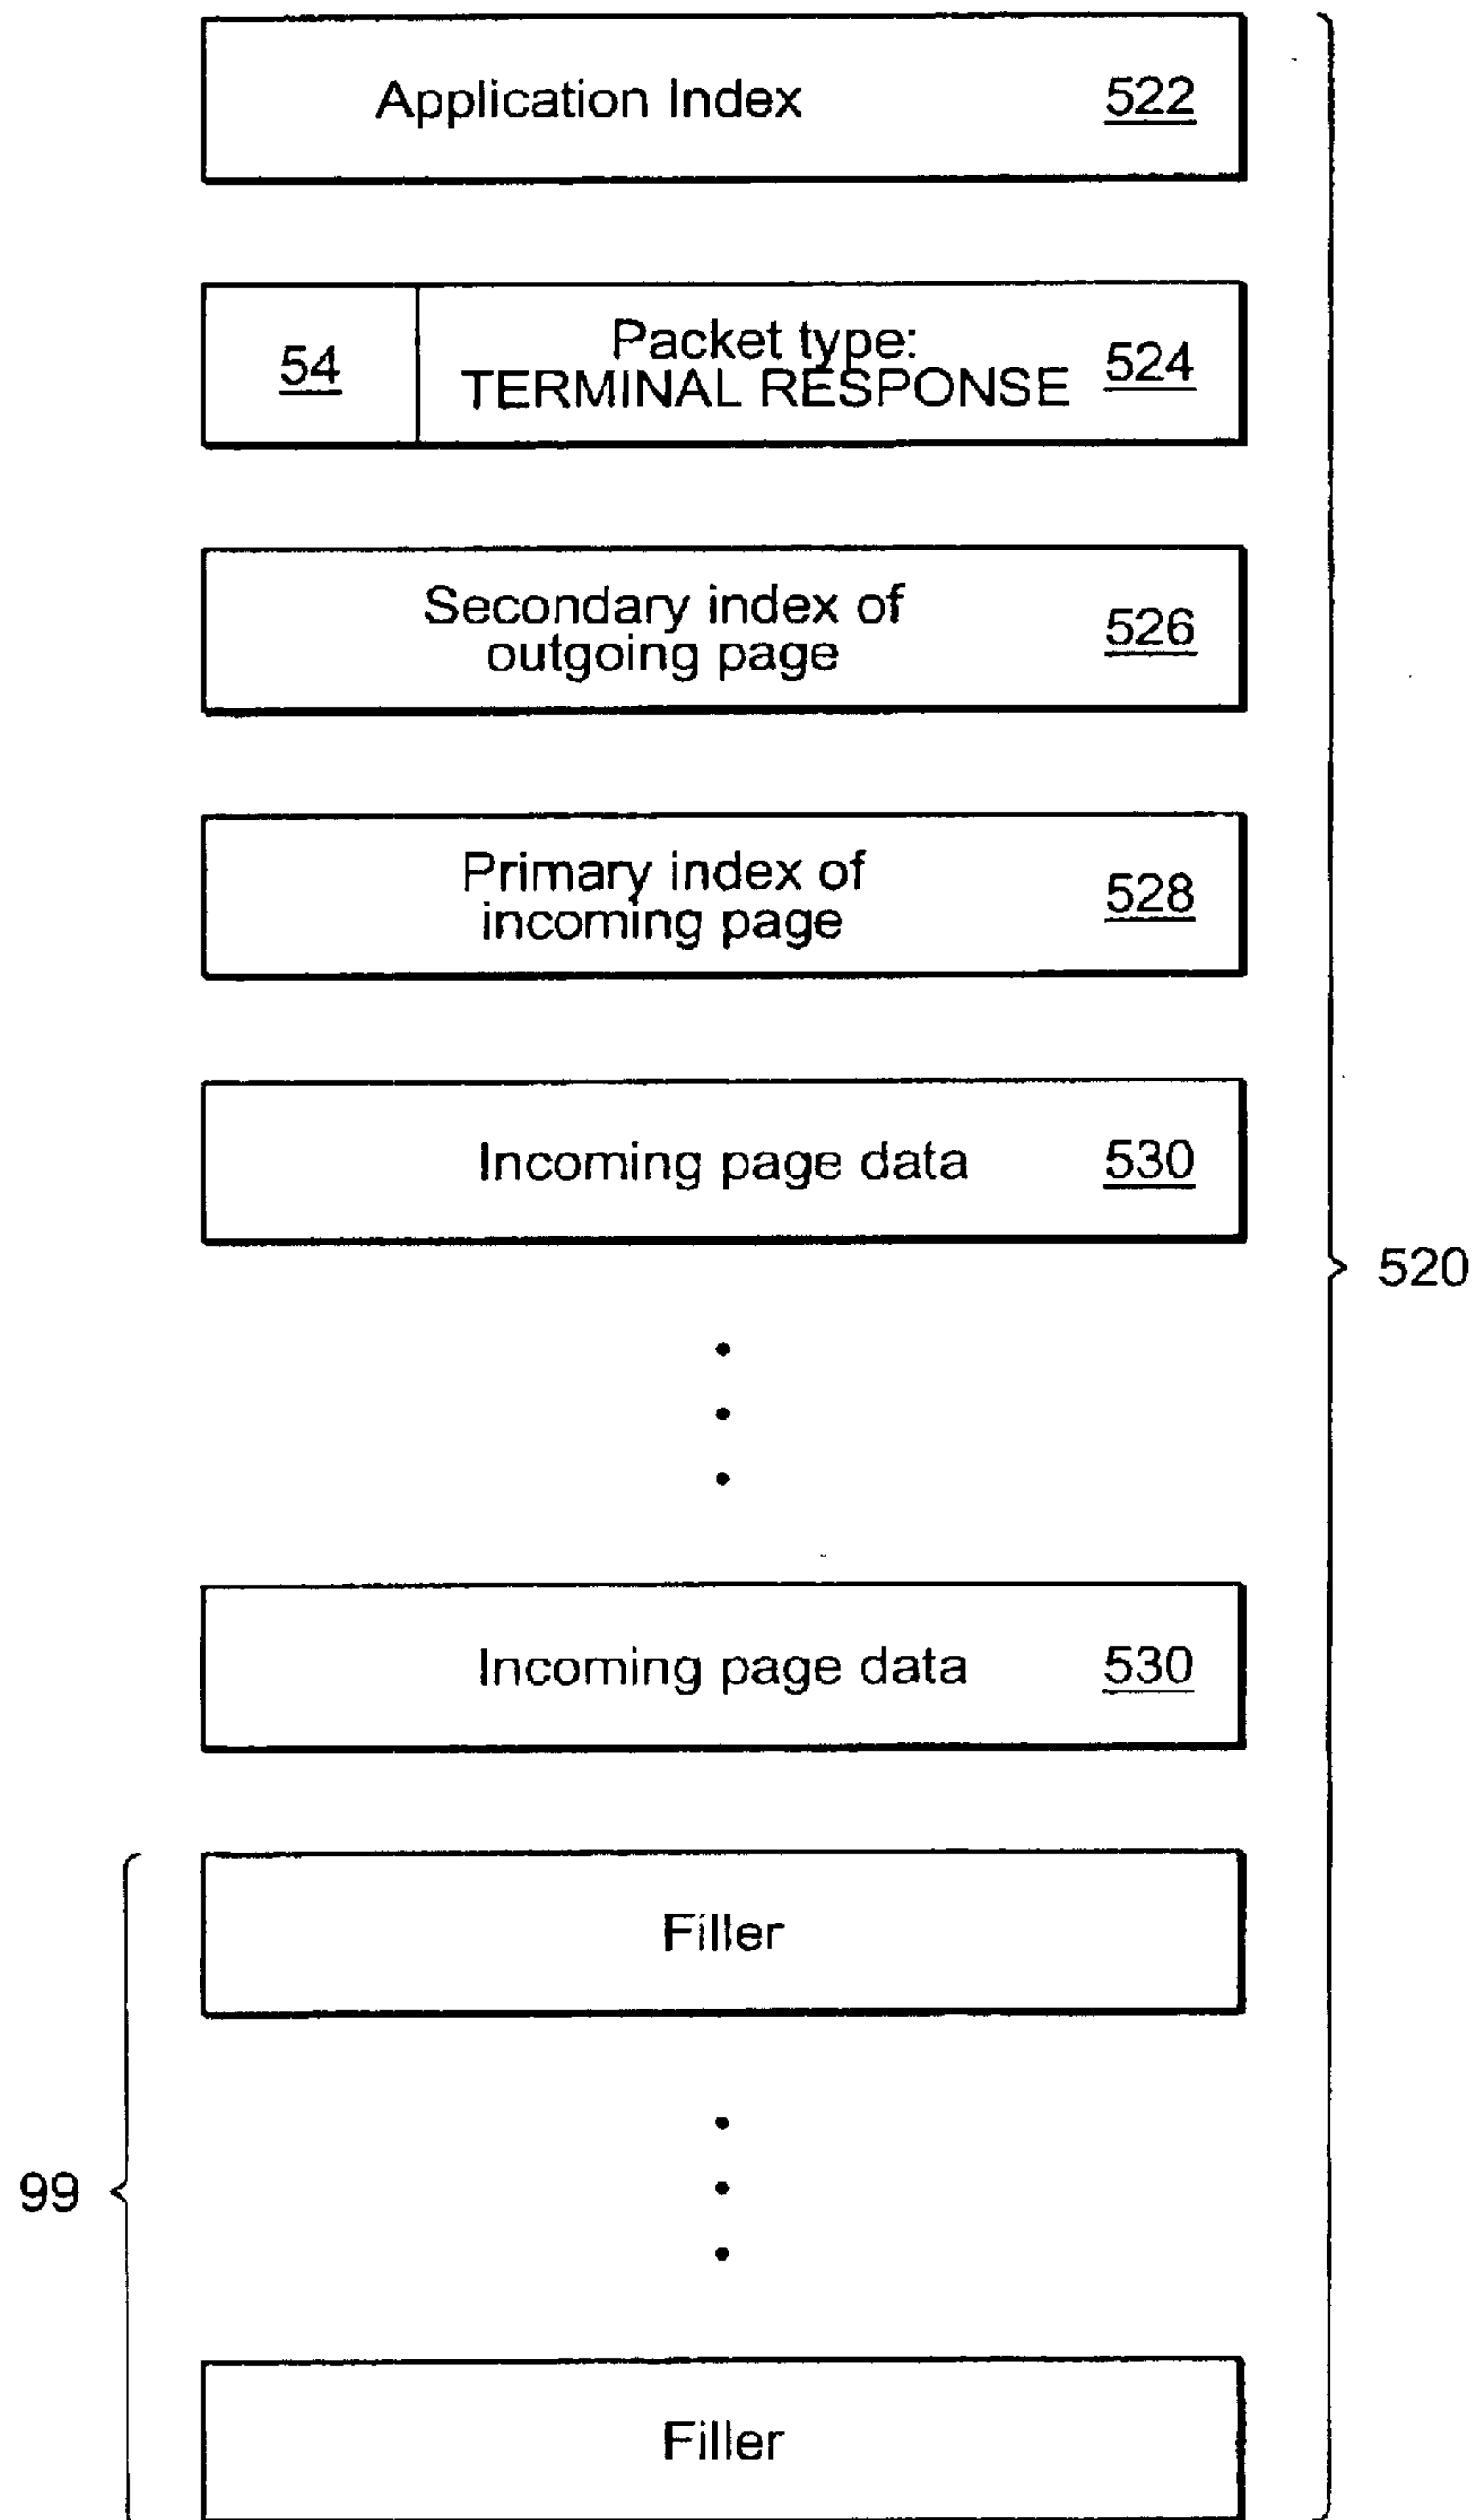 Application Index 522
54 Packet type:
TERMINAL RESPONSE 524
Secondary index of
outgoing page 526
Primary index of
incoming page 528
Incoming page data 530
520
Incoming page data 530
Filler
99
Filler